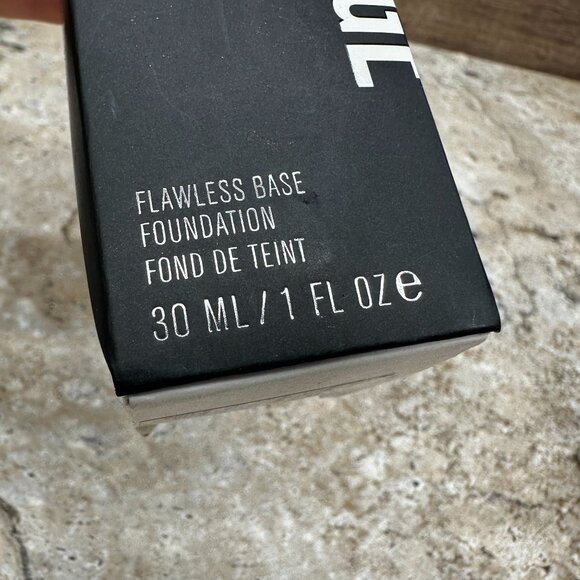 FLAWLESS BASE
FOUNDATION
FOND DE TEINT
30 ML / 1 FL OZ e